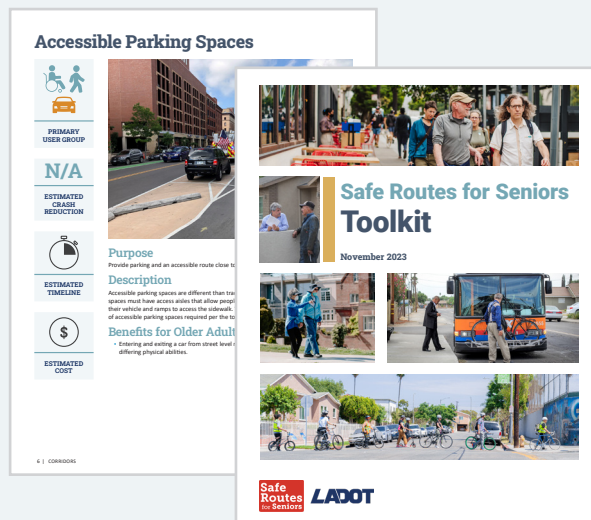 Accessible Parking Spaces
PRIMARY
USER GROUP
N/A
ESTIMATED
CRASH
REDUCTION
ESTIMATED
TIMELINE
$
ESTIMATED
COST
Purpose
Provide parking and an accessible route close to
Description
Accessible parking spaces are different than tra
spaces must have access aisles that allow peopl
their vehicle and ramps to access the sidewalk.
of accessible parking spaces required per the to
Benefits for Older Adult
• Entering and exiting a car from street level
differing physical abilities.
6 | CORRIDORS
Safe Routes for Seniors
Toolkit
November 2023
Safe
Routes
for Seniors
LADOT